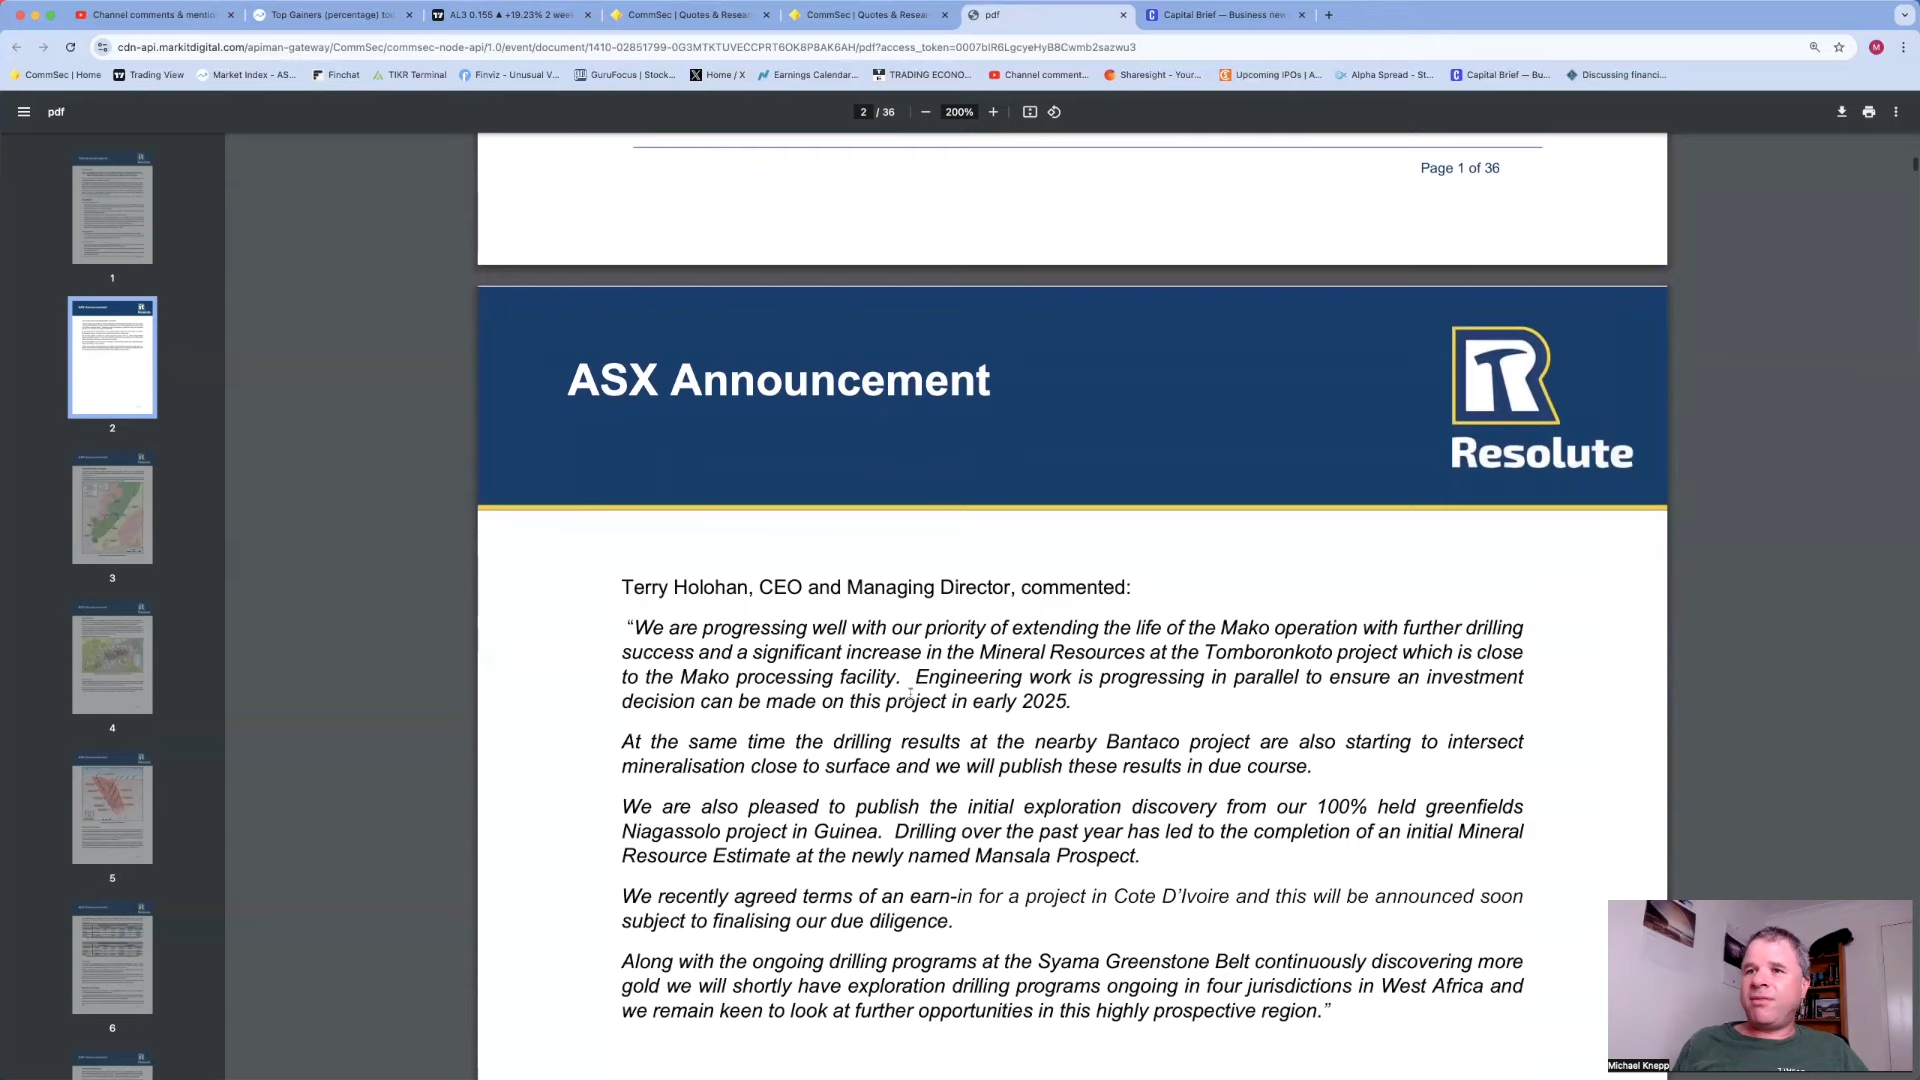 Channel comments & mentio
Top Gainers (percentage) to
AL3 0.155 ▲ +19.23% 2 wee
CommSec | Quotes & Resear
CommSec | Quotes & Resear
pdf
Capital Brief — Business new
cdn-api.markitdigital.com/apiman-gateway/CommSec/commsec-node-api/1.0/event/document/1410-02851799-0G3MTKTUVECCPRT6OK8P8AK6AH/pdf?access_token=0007bIR6LgcyeHyB8Cwmb2sazwu3
M
CommSec | Home
Trading View
Market Index - AS...
Finchat
TIKR Terminal
Finviz - Unusual V...
GuruFocus | Stock...
Home / X
Earnings Calendar...
TRADING ECONO...
Channel comment...
Sharesight - Your...
Upcoming IPOs | A...
Alpha Spread - St...
Capital Brief — Bu...
Discussing financi...
pdf
2 / 36
200%
1
2
3
4
5
6
Page 1 of 36
ASX Announcement
Resolute
Terry Holohan, CEO and Managing Director, commented:
“We are progressing well with our priority of extending the life of the Mako operation with further drilling
success and a significant increase in the Mineral Resources at the Tomboronkoto project which is close
to the Mako processing facility. Engineering work is progressing in parallel to ensure an investment
decision can be made on this project in early 2025.
At the same time the drilling results at the nearby Bantaco project are also starting to intersect
mineralisation close to surface and we will publish these results in due course.
We are also pleased to publish the initial exploration discovery from our 100% held greenfields
Niagassolo project in Guinea. Drilling over the past year has led to the completion of an initial Mineral
Resource Estimate at the newly named Mansala Prospect.
We recently agreed terms of an earn-in for a project in Cote D’Ivoire and this will be announced soon
subject to finalising our due diligence.
Along with the ongoing drilling programs at the Syama Greenstone Belt continuously discovering more
gold we will shortly have exploration drilling programs ongoing in four jurisdictions in West Africa and
we remain keen to look at further opportunities in this highly prospective region.”
Michael Knepp